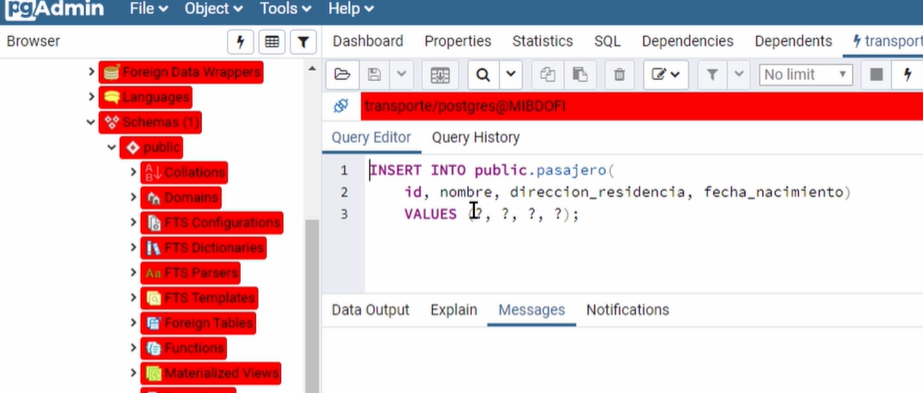 pgAdmin File Object Tools Help
Browser
Dashboard Properties Statistics SQL Dependencies Dependents transport
Foreign Data Wrappers
Languages
Schemas (1)
public
Collations
Domains
FTS Configurations
FTS Dictionaries
FTS Parsers
FTS Templates
Foreign Tables
Functions
Materialized Views
No limit
transporte/postgres@MIBDOFI
Query Editor Query History
1 INSERT INTO public.pasajero(
2 id, nombre, direccion_residencia, fecha_nacimiento)
3 VALUES (?, ?, ?, ?);
Data Output Explain Messages Notifications